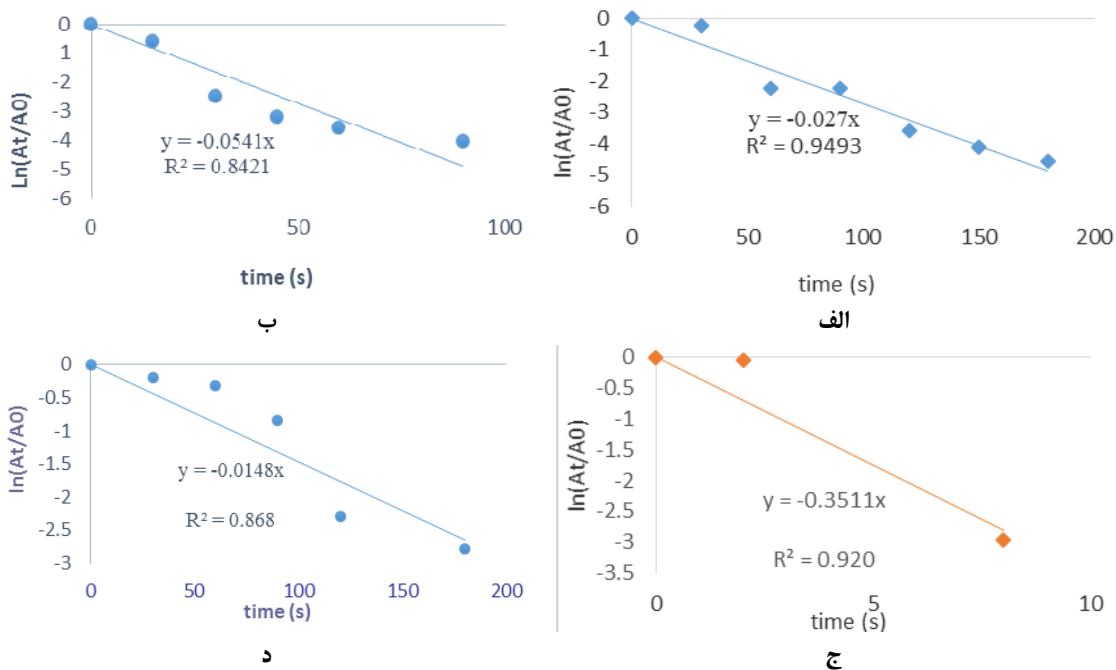 Ln(At/A0)
0
1
-2
-3
-4
-5
-6
y = -0.0541x
R² = 0.8421
0
50
100
time (s)
ب
ln(At/A0)
0
-1
-2
-3
-4
-5
-6
y = -0.027x
R² = 0.9493
0
50
100
150
200
time (s)
الف
ln(At/A0)
0
-0.5
-1
-1.5
-2
-2.5
-3
y = -0.0148x
R² = 0.868
0
50
100
150
200
time (s)
د
ln(At/A0)
0
-0.5
-1
-1.5
-2
-2.5
-3
-3.5
y = -0.3511x
R² = 0.920
0
5
10
time (s)
ج